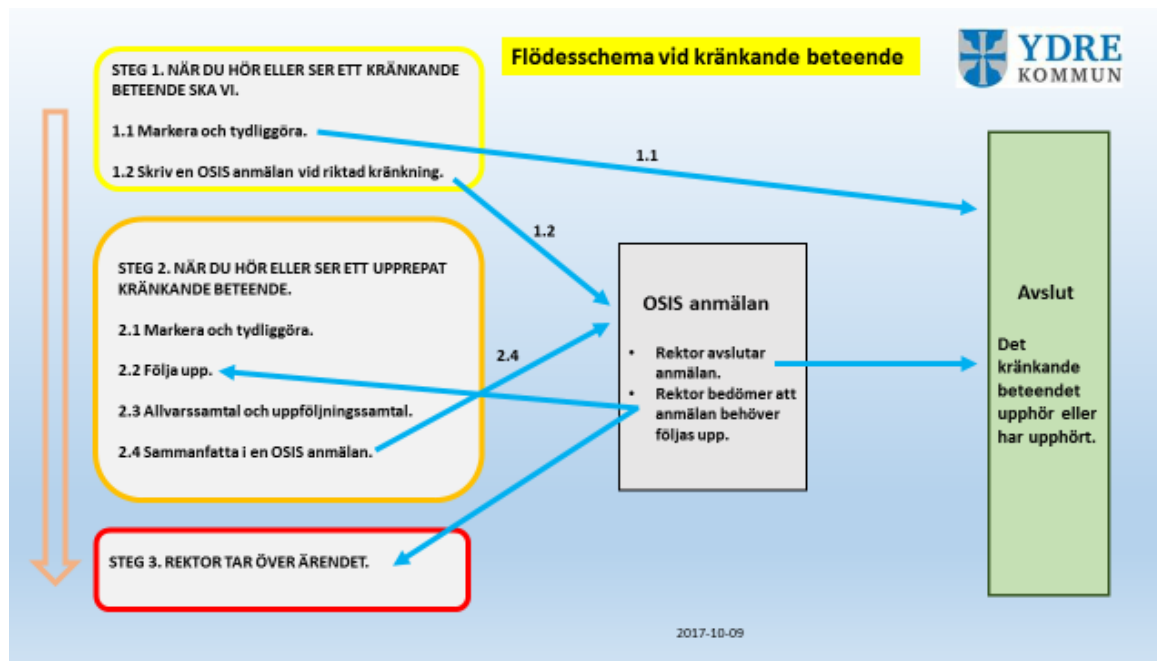 Flödesschema vid kränkande beteende
YDRE
KOMMUN
STEG 1. NÄR DU HÖR ELLER SER ETT KRÄNKANDE
BETEENDE SKA VI.
1.1 Markera och tydliggöra.
1.2 Skriv en OSIS anmälan vid riktad kränkning.
1.1
1.2
STEG 2. NÄR DU HÖR ELLER SER ETT UPPREPAT
KRÄNKANDE BETEENDE.
2.1 Markera och tydliggöra.
2.2 Följa upp.
2.3 Allvarssamtal och uppföljningssamtal.
2.4 Sammanfatta i en OSIS anmälan.
2.4
OSIS anmälan
• Rektor avslutar
anmälan.
• Rektor bedömer att
anmälan behöver
följas upp.
Avslut
Det
kränkande
beteendet
upphör eller
har upphört.
STEG 3. REKTOR TAR ÖVER ÄRENDET.
2017-10-09